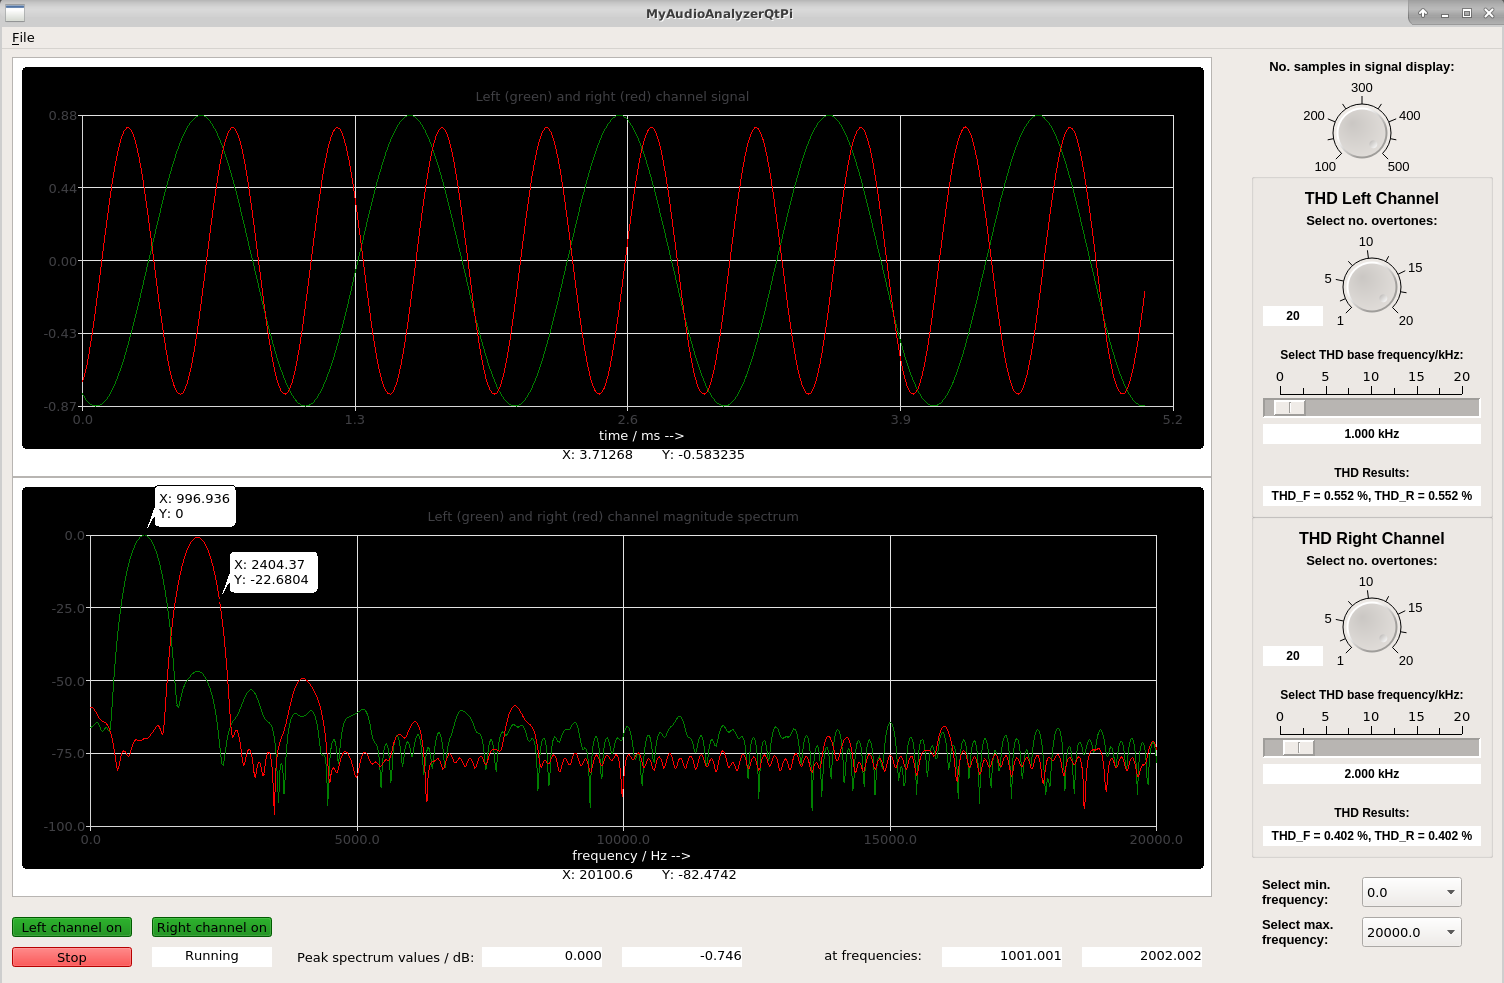 MyAudioAnalyzerQtPi
File
Left (green) and right (red) channel signal
0.88
0.44
0.00
-0.43
-0.87
0.0 1.3 2.6 3.9 5.2
time / ms -->
X: 3.71268 Y: -0.583235
X: 996.936
Y: 0
X: 2404.37
Y: -22.6804
Left (green) and right (red) channel magnitude spectrum
0.0
-25.0
-50.0
-75.0
-100.0
0.0 5000.0 10000.0 15000.0 20000.0
frequency / Hz -->
X: 20100.6 Y: -82.4742
Left channel on Right channel on
Stop Running Peak spectrum values / dB: 0.000 -0.746 at frequencies: 1001.001 2002.002
No. samples in signal display:
300
200 400
100 500
THD Left Channel
Select no. overtones:
10
5 15
20 1 20
Select THD base frequency/kHz:
0 5 10 15 20
1.000 kHz
THD Results:
THD_F = 0.552 %, THD_R = 0.552 %
THD Right Channel
Select no. overtones:
10
5 15
20 1 20
Select THD base frequency/kHz:
0 5 10 15 20
2.000 kHz
THD Results:
THD_F = 0.402 %, THD_R = 0.402 %
Select min.
frequency:
0.0
Select max.
frequency:
20000.0